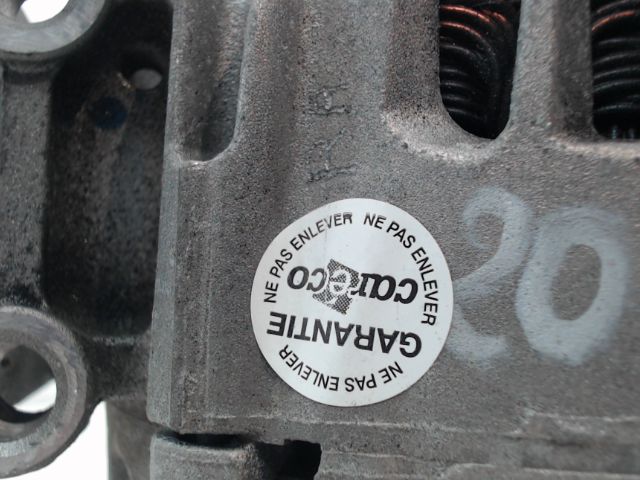 NE PAS ENLEVER NE PAS ENLEVER
careco
GARANTIE
NE PAS ENLEVER
20